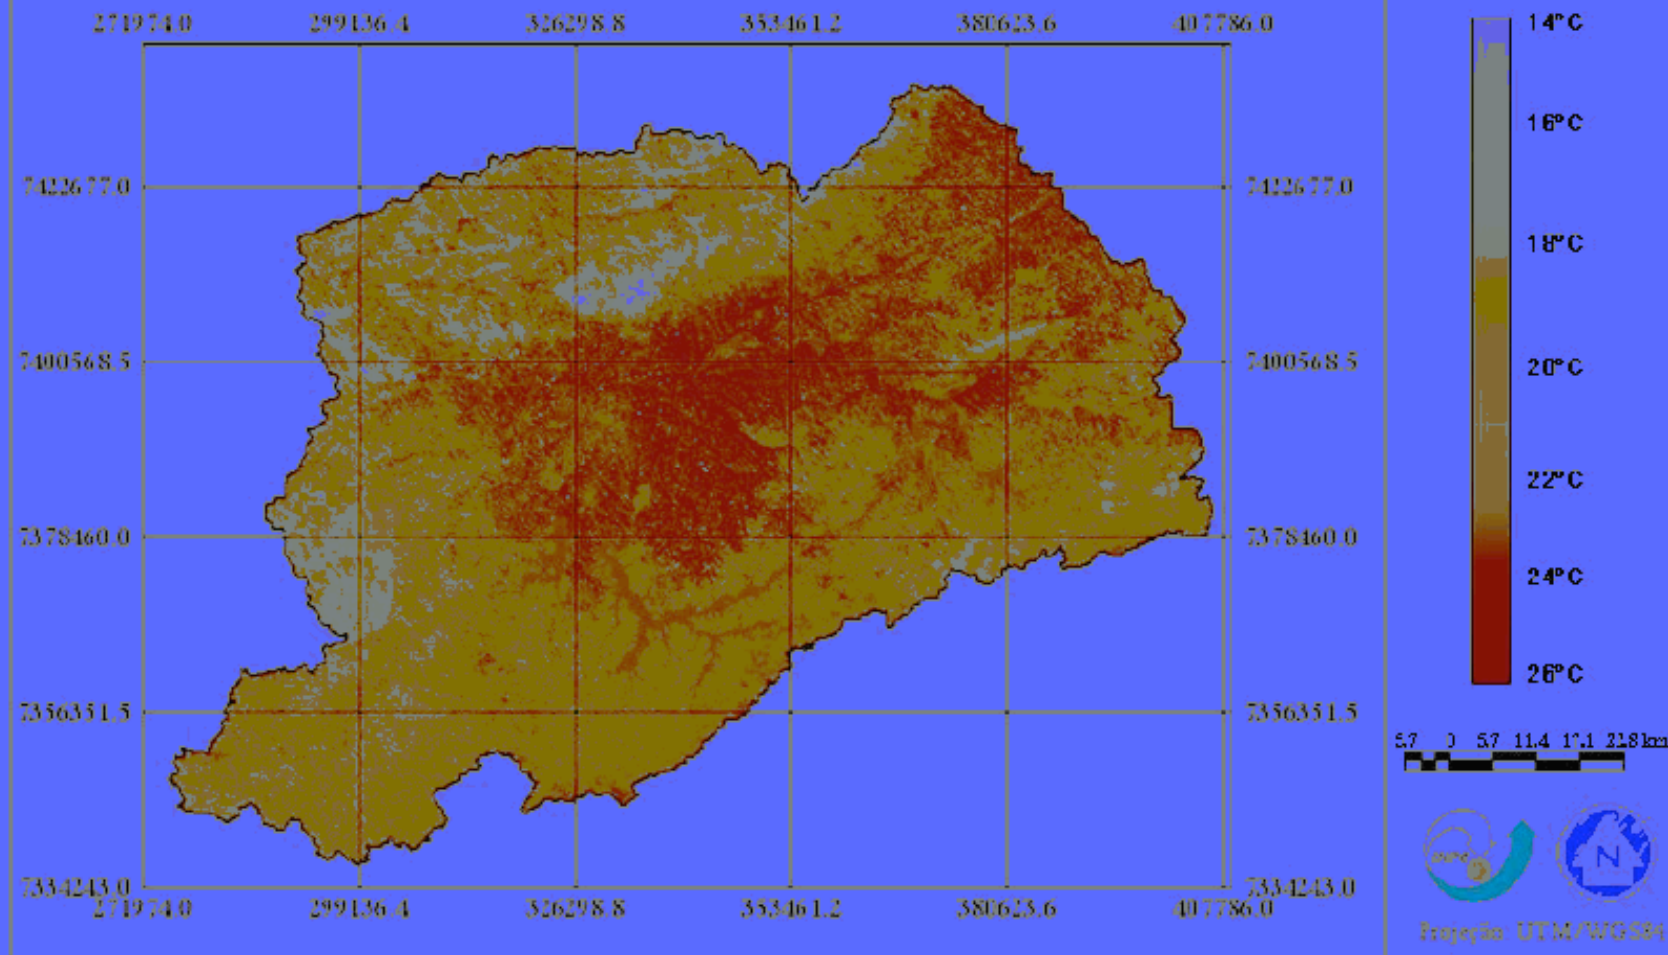 271974.0 299136.4 326298.8 353461.2 380623.6 407786.0
14°C
16°C
7422677.0 7422677.0
18°C
7400568.5 7400568.5
20°C
22°C
7378460.0 7378460.0
24°C
26°C
7356351.5 7356351.5
5.7 0 5.7 11.4 17.1 22.8 km
N
7334243.0 7334243.0
271974.0 299136.4 326298.8 353461.2 380623.6 407786.0
Projeção: UTM/WGS84